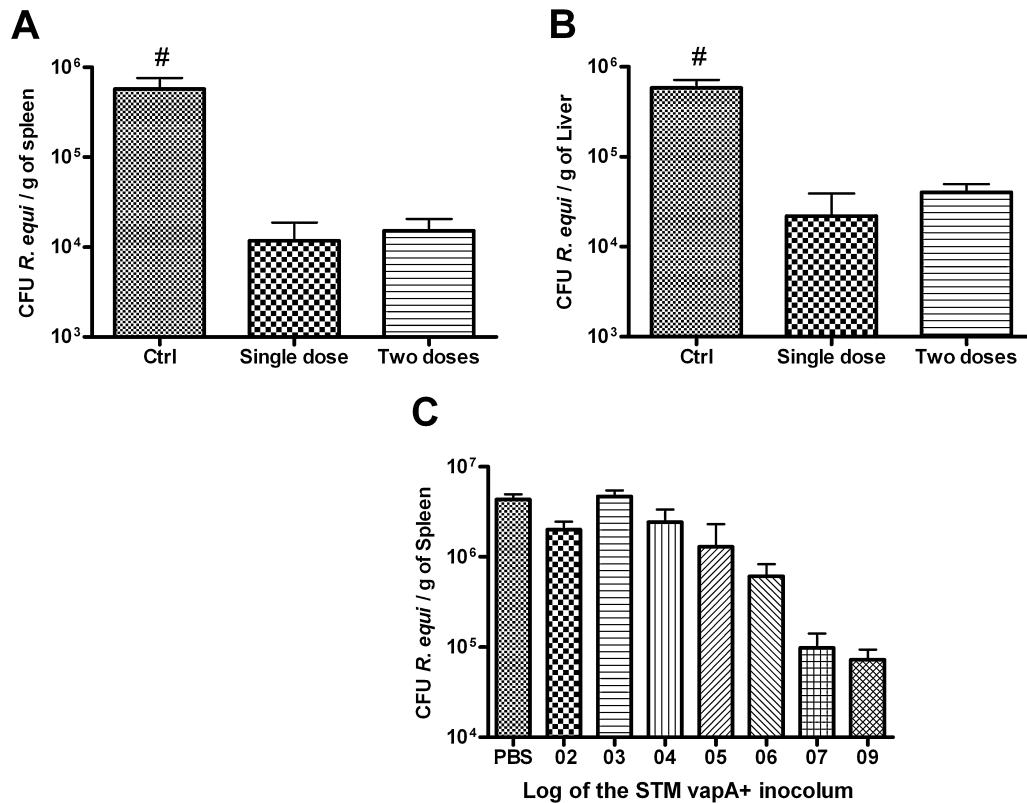 A
#
CFU R. equi / g of spleen
10^6
10^5
10^4
10^3
Ctrl Single dose Two doses
B
#
CFU R. equi / g of Liver
10^6
10^5
10^4
10^3
Ctrl Single dose Two doses
C
CFU R. equi / g of Spleen
10^7
10^6
10^5
10^4
PBS 02 03 04 05 06 07 09
Log of the STM vapA+ inocolum